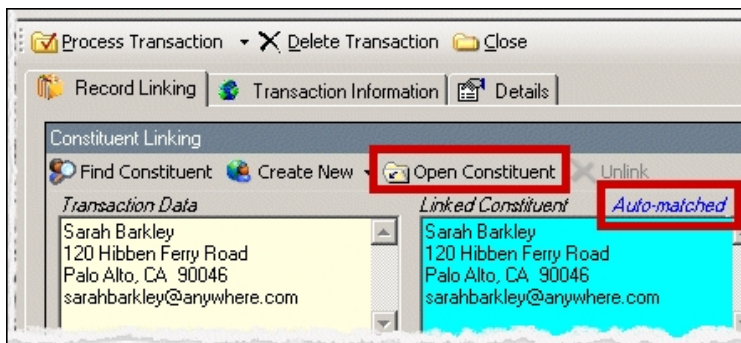 Process Transaction Delete Transaction Close
Record Linking Transaction Information Details
Constituent Linking
Find Constituent Create New Open Constituent Unlink
Transaction Data Linked Constituent Auto-matched
Sarah Barkley Sarah Barkley
120 Hibben Ferry Road 120 Hibben Ferry Road
Palo Alto, CA 90046 Palo Alto, CA 90046
sarahbarkley@anywhere.com sarahbarkley@anywhere.com